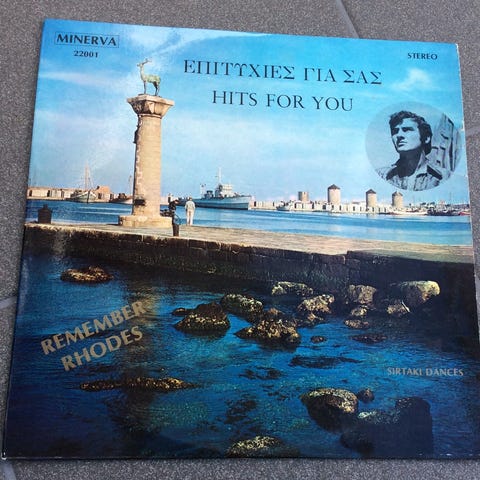 MINERVA
22001
STEREO
ΕΠΙΤΥΧΙΕΣ ΓΙΑ ΣΑΣ
HITS FOR YOU
REMEMBER
RHODES
SIRTAKI DANCES